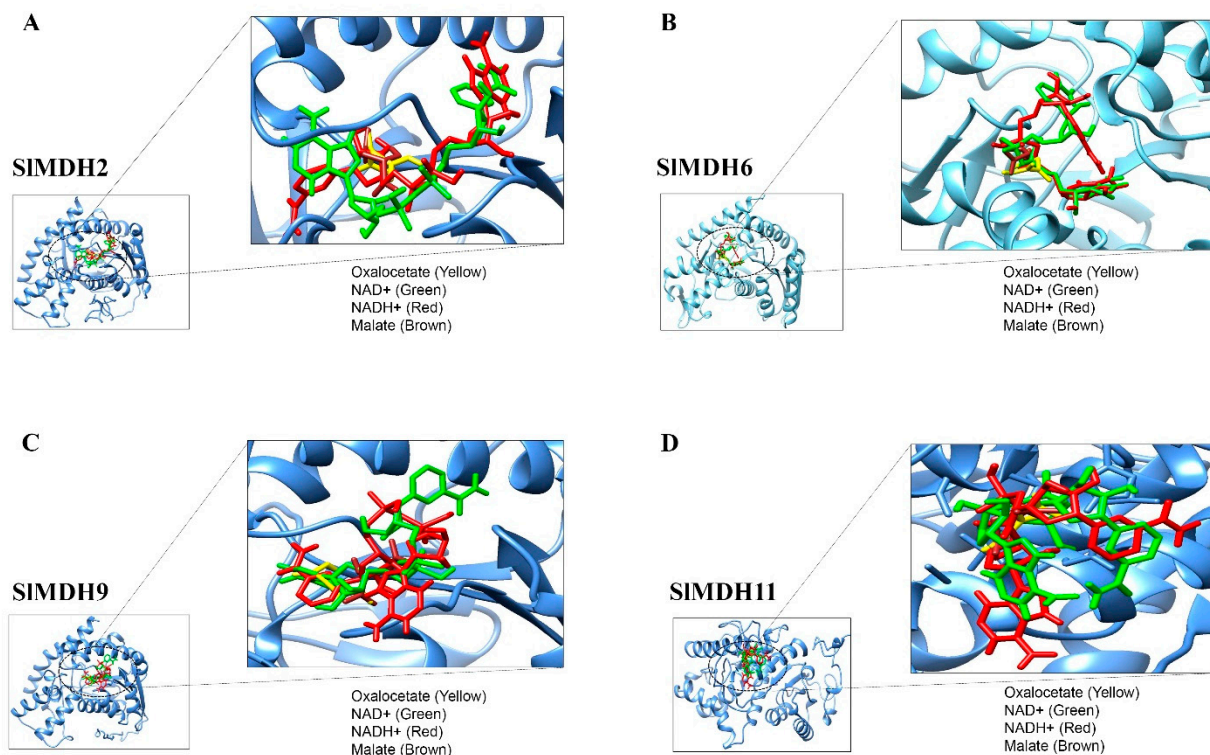 A
SlMDH2
Oxalocetate (Yellow)
NAD+ (Green)
NADH+ (Red)
Malate (Brown)
B
SlMDH6
Oxalocetate (Yellow)
NAD+ (Green)
NADH+ (Red)
Malate (Brown)
C
SlMDH9
Oxalocetate (Yellow)
NAD+ (Green)
NADH+ (Red)
Malate (Brown)
D
SlMDH11
Oxalocetate (Yellow)
NAD+ (Green)
NADH+ (Red)
Malate (Brown)